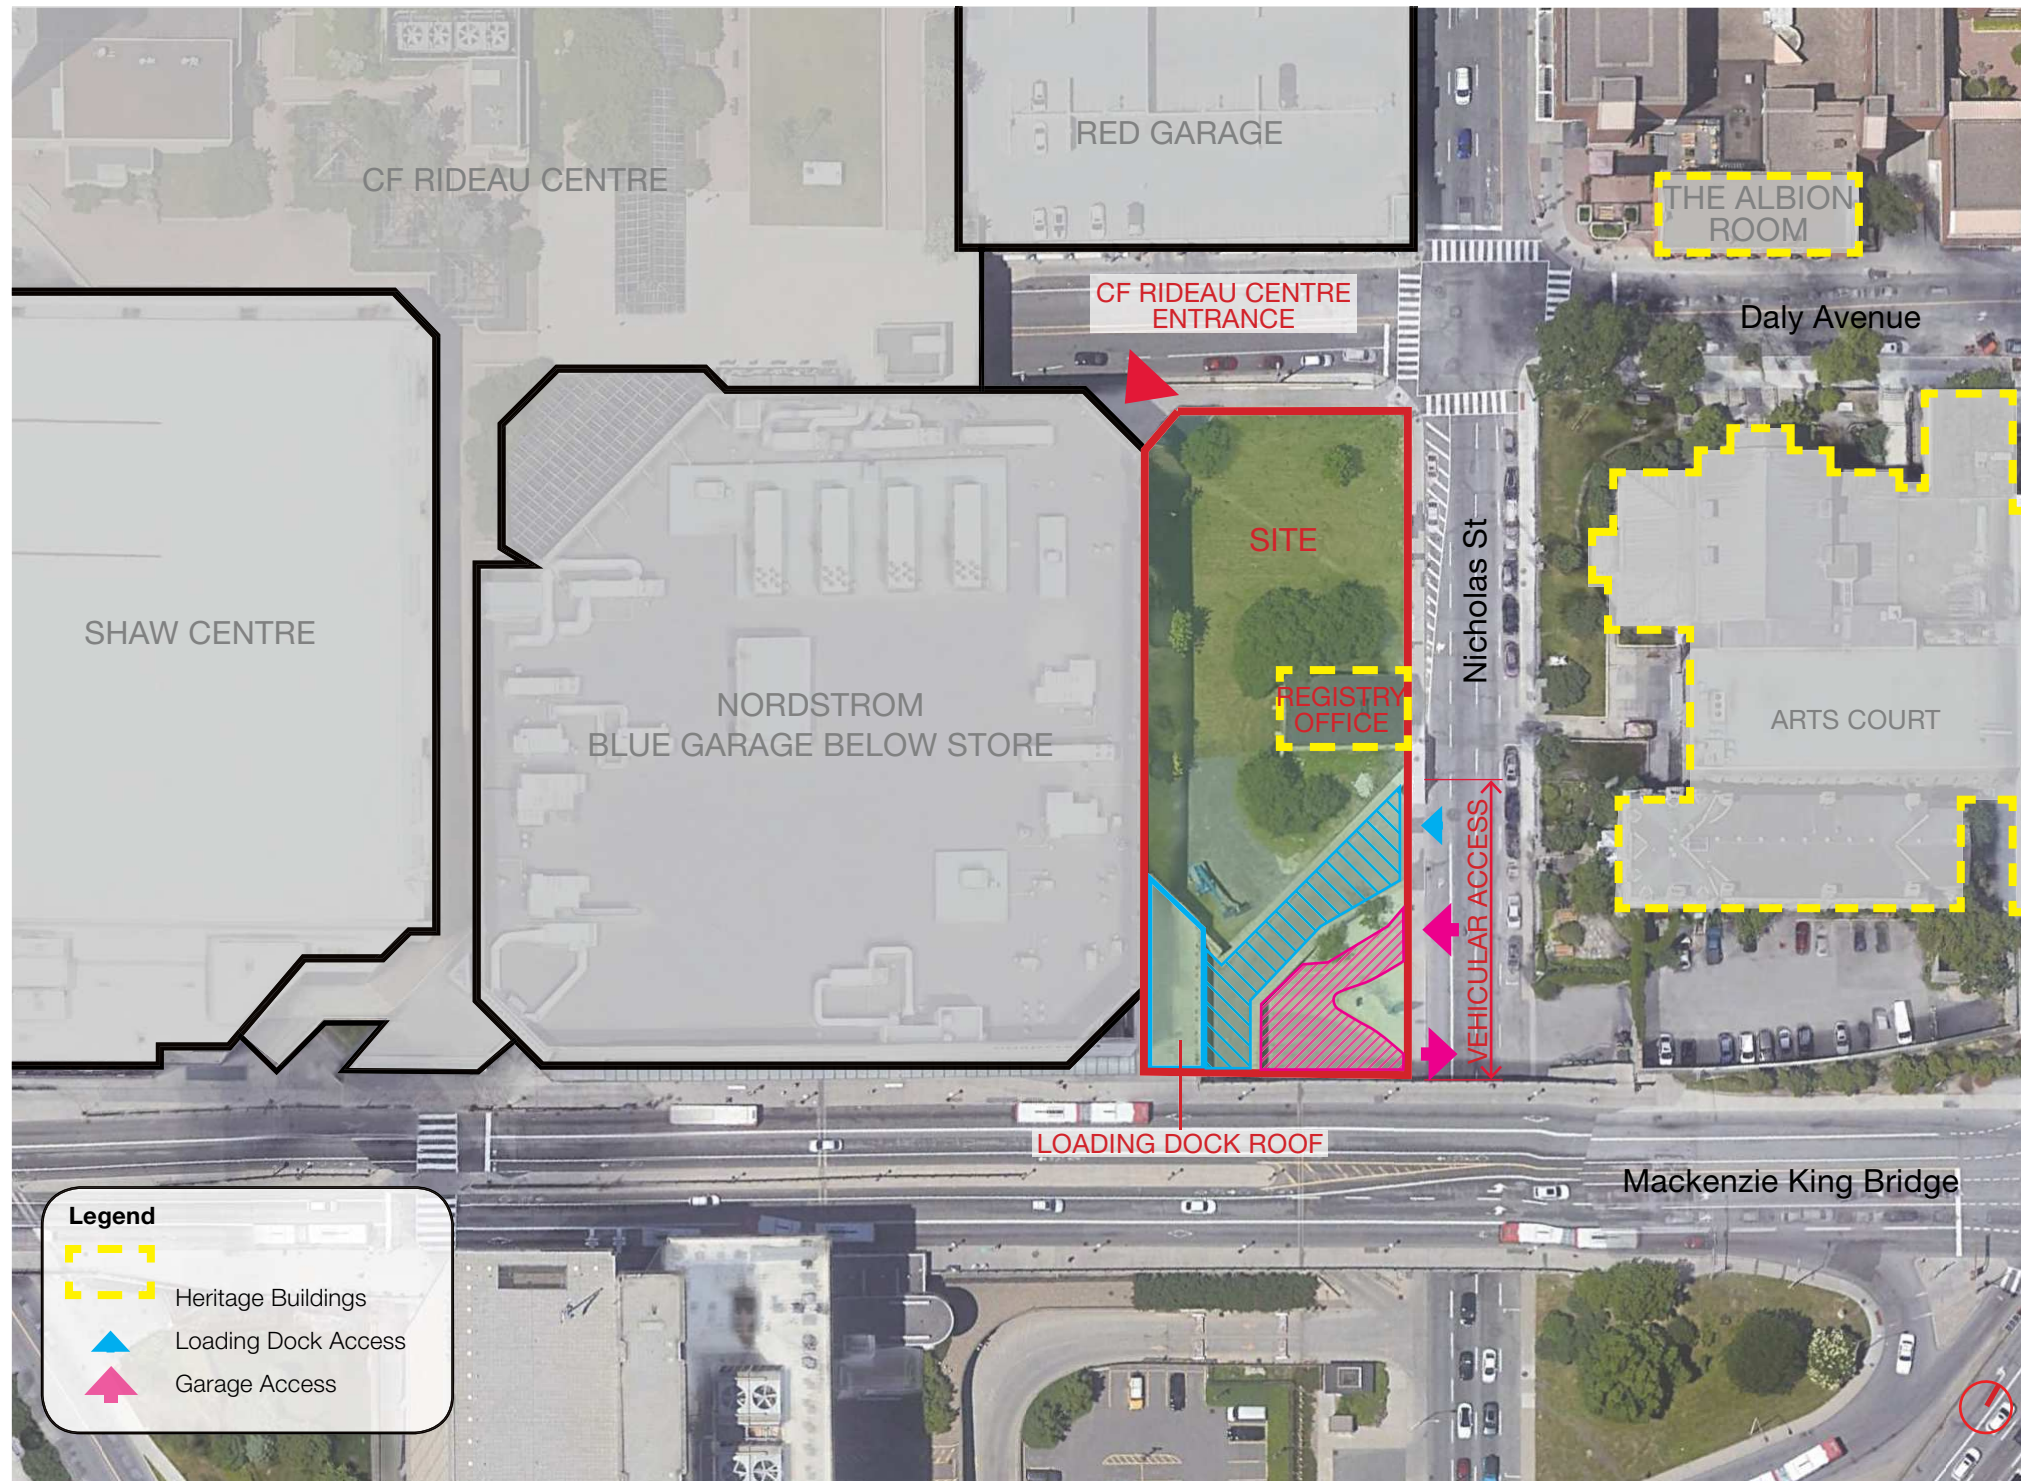 RED GARAGE
CF RIDEAU CENTRE
THE ALBION
ROOM
CF RIDEAU CENTRE
ENTRANCE
Daly Avenue
SITE
Nicholas St
SHAW CENTRE
REGISTRY
OFFICE
NORDSTROM
BLUE GARAGE BELOW STORE
ARTS COURT
VEHICULAR ACCESS
LOADING DOCK ROOF
Mackenzie King Bridge
Legend
Heritage Buildings
Loading Dock Access
Garage Access